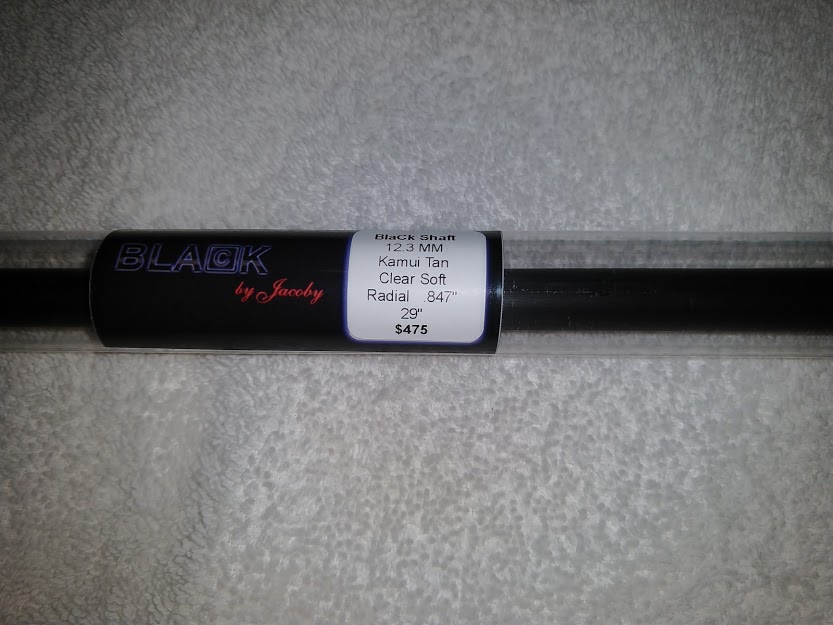 BLACK
by Jacoby
BlaCk Shaft
12.3 MM
Kamui Tan
Clear Soft
Radial .847"
29"
$475